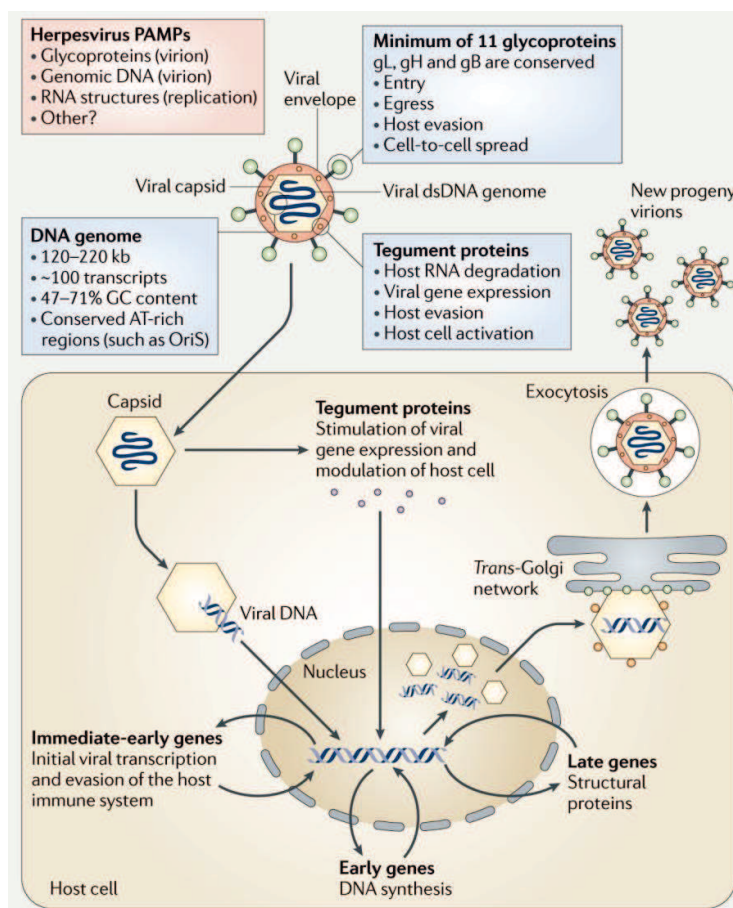 Herpesvirus PAMPs
• Glycoproteins (virion)
• Genomic DNA (virion)
• RNA structures (replication)
• Other?
Viral
envelope
Minimum of 11 glycoproteins
gL, gH and gB are conserved
• Entry
• Egress
• Host evasion
• Cell-to-cell spread
Viral capsid
Viral dsDNA genome
New progeny
virions
DNA genome
• 120–220 kb
• ~100 transcripts
• 47–71% GC content
• Conserved AT-rich
regions (such as OriS)
Tegument proteins
• Host RNA degradation
• Viral gene expression
• Host evasion
• Host cell activation
Capsid
Tegument proteins
Stimulation of viral
gene expression and
modulation of host cell
Exocytosis
Trans-Golgi
network
Viral DNA
Nucleus
Immediate-early genes
Initial viral transcription
and evasion of the host
immune system
Late genes
Structural
proteins
Early genes
DNA synthesis
Host cell